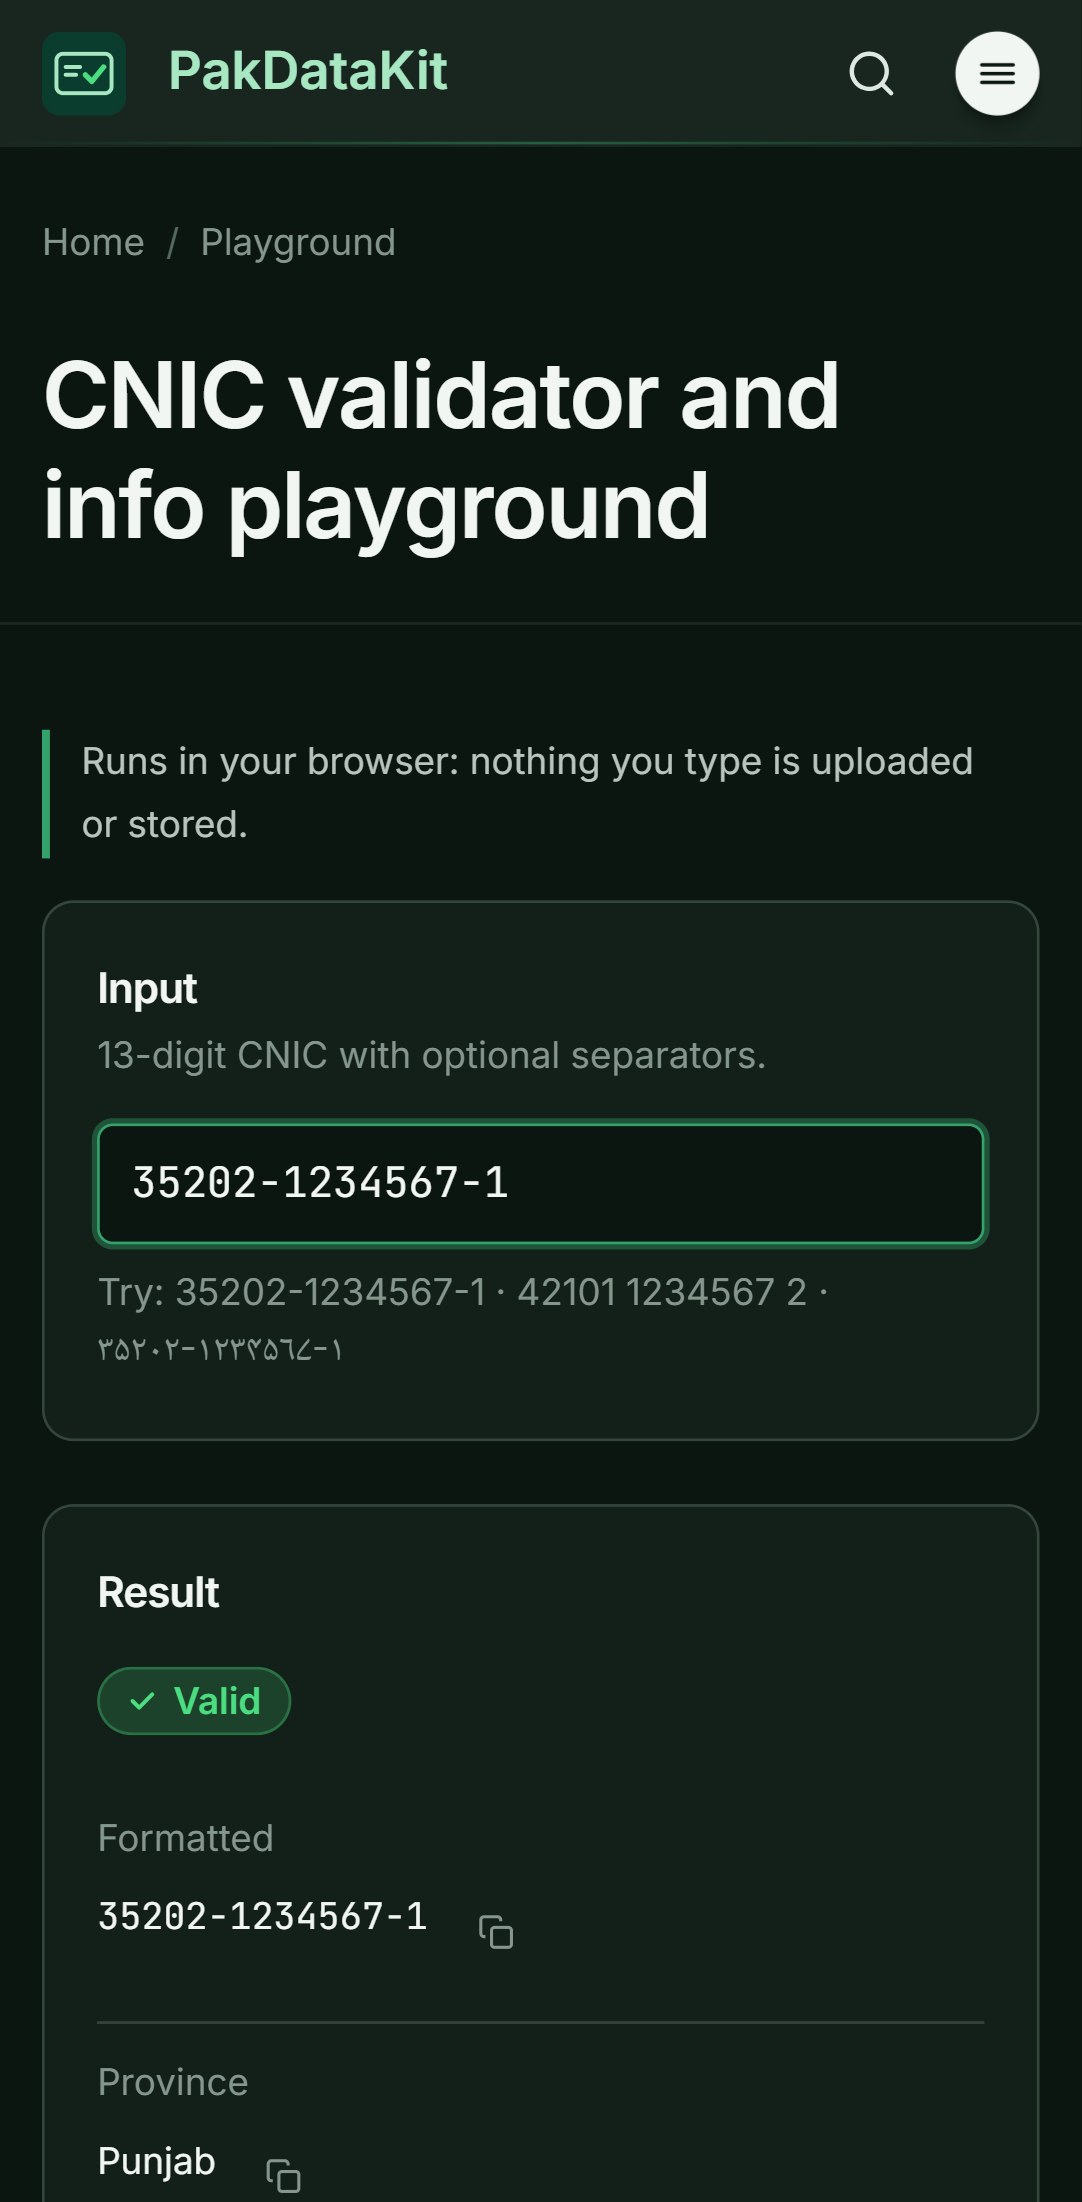 PakDataKit
Home / Playground
CNIC validator and
info playground
Runs in your browser: nothing you type is uploaded
or stored.
Input
13-digit CNIC with optional separators.
35202-1234567-1
Try: 35202-1234567-1 · 42101 1234567 2 ·
۳۵۲۰۲-۱۲۳۴۵۶۷-۱
Result
Valid
Formatted
35202-1234567-1
Province
Punjab